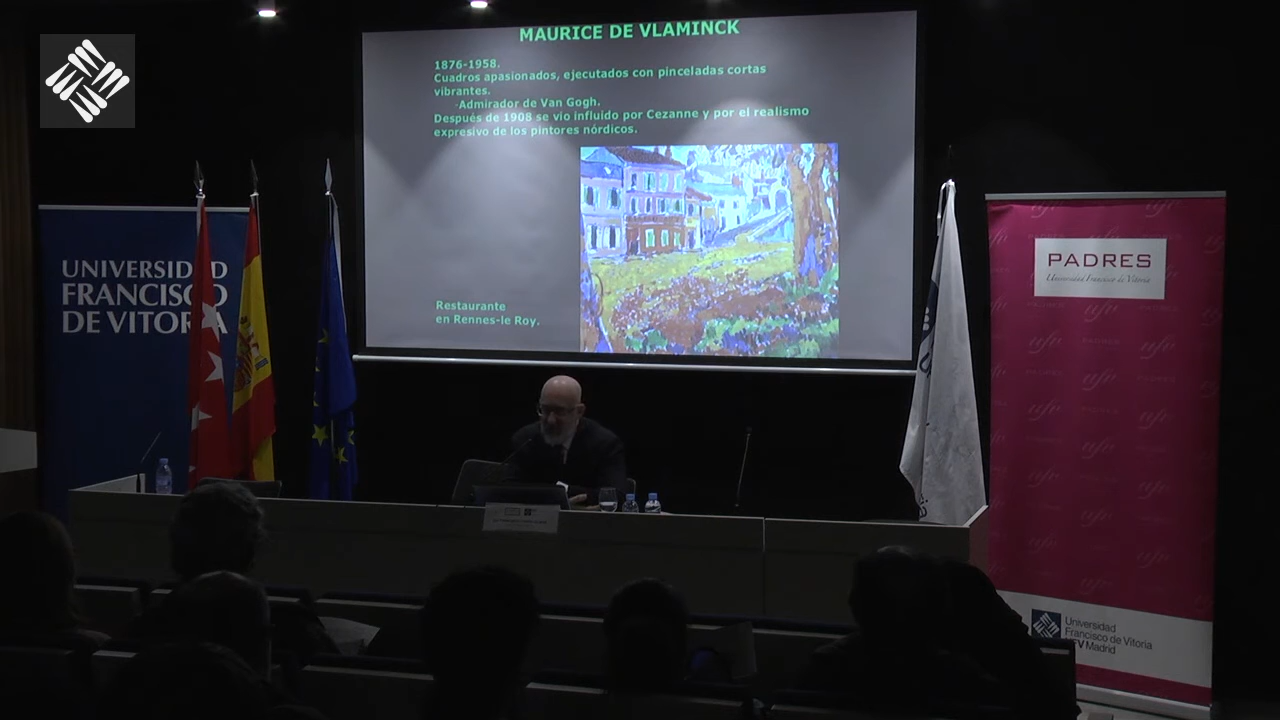 MAURICE DE VLAMINCK
1876-1958.
Cuadros apasionados, ejecutados con pinceladas cortas
vibrantes.
·Admirador de Van Gogh.
Después de 1908 se vio influido por Cezanne y por el realismo
expresivo de los pintores nórdicos.
Restaurante
en Rennes-le Roy.
UNIVERSIDAD
FRANCISCO
DE VITORIA
PADRES
Universidad Francisco de Vitoria
Universidad
Francisco de Vitoria
UFV Madrid